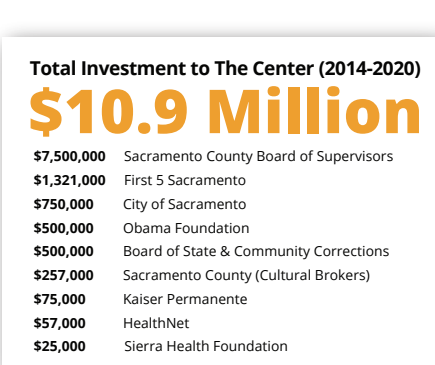 Total Investment to The Center (2014-2020)
$10.9 Million
$7,500,000 Sacramento County Board of Supervisors
$1,321,000 First 5 Sacramento
$750,000 City of Sacramento
$500,000 Obama Foundation
$500,000 Board of State & Community Corrections
$257,000 Sacramento County (Cultural Brokers)
$75,000 Kaiser Permanente
$57,000 HealthNet
$25,000 Sierra Health Foundation